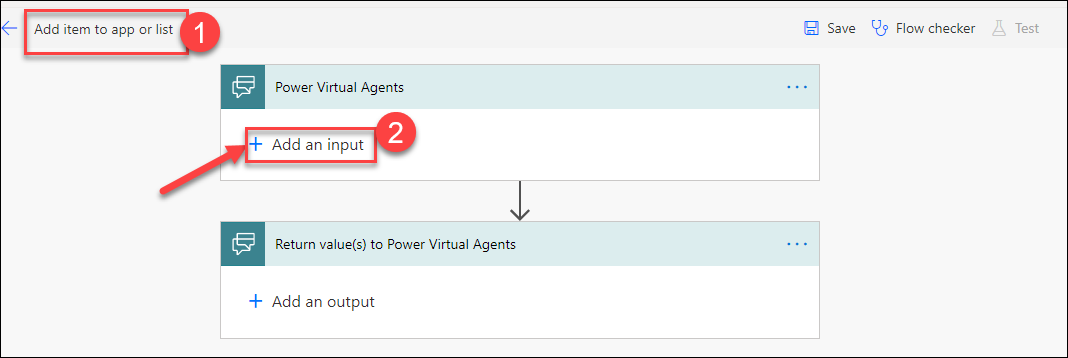 Add item to app or list
1
Save
Flow checker
Test
Power Virtual Agents
...
+ Add an input
2
Return value(s) to Power Virtual Agents
...
+ Add an output